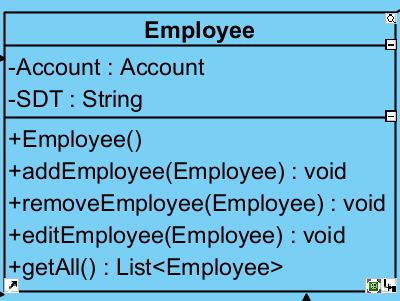 Employee
-Account : Account
-SDT : String
+Employee()
+addEmployee(Employee) : void
+removeEmployee(Employee) : void
+editEmployee(Employee) : void
+getAll() : List<Employee>